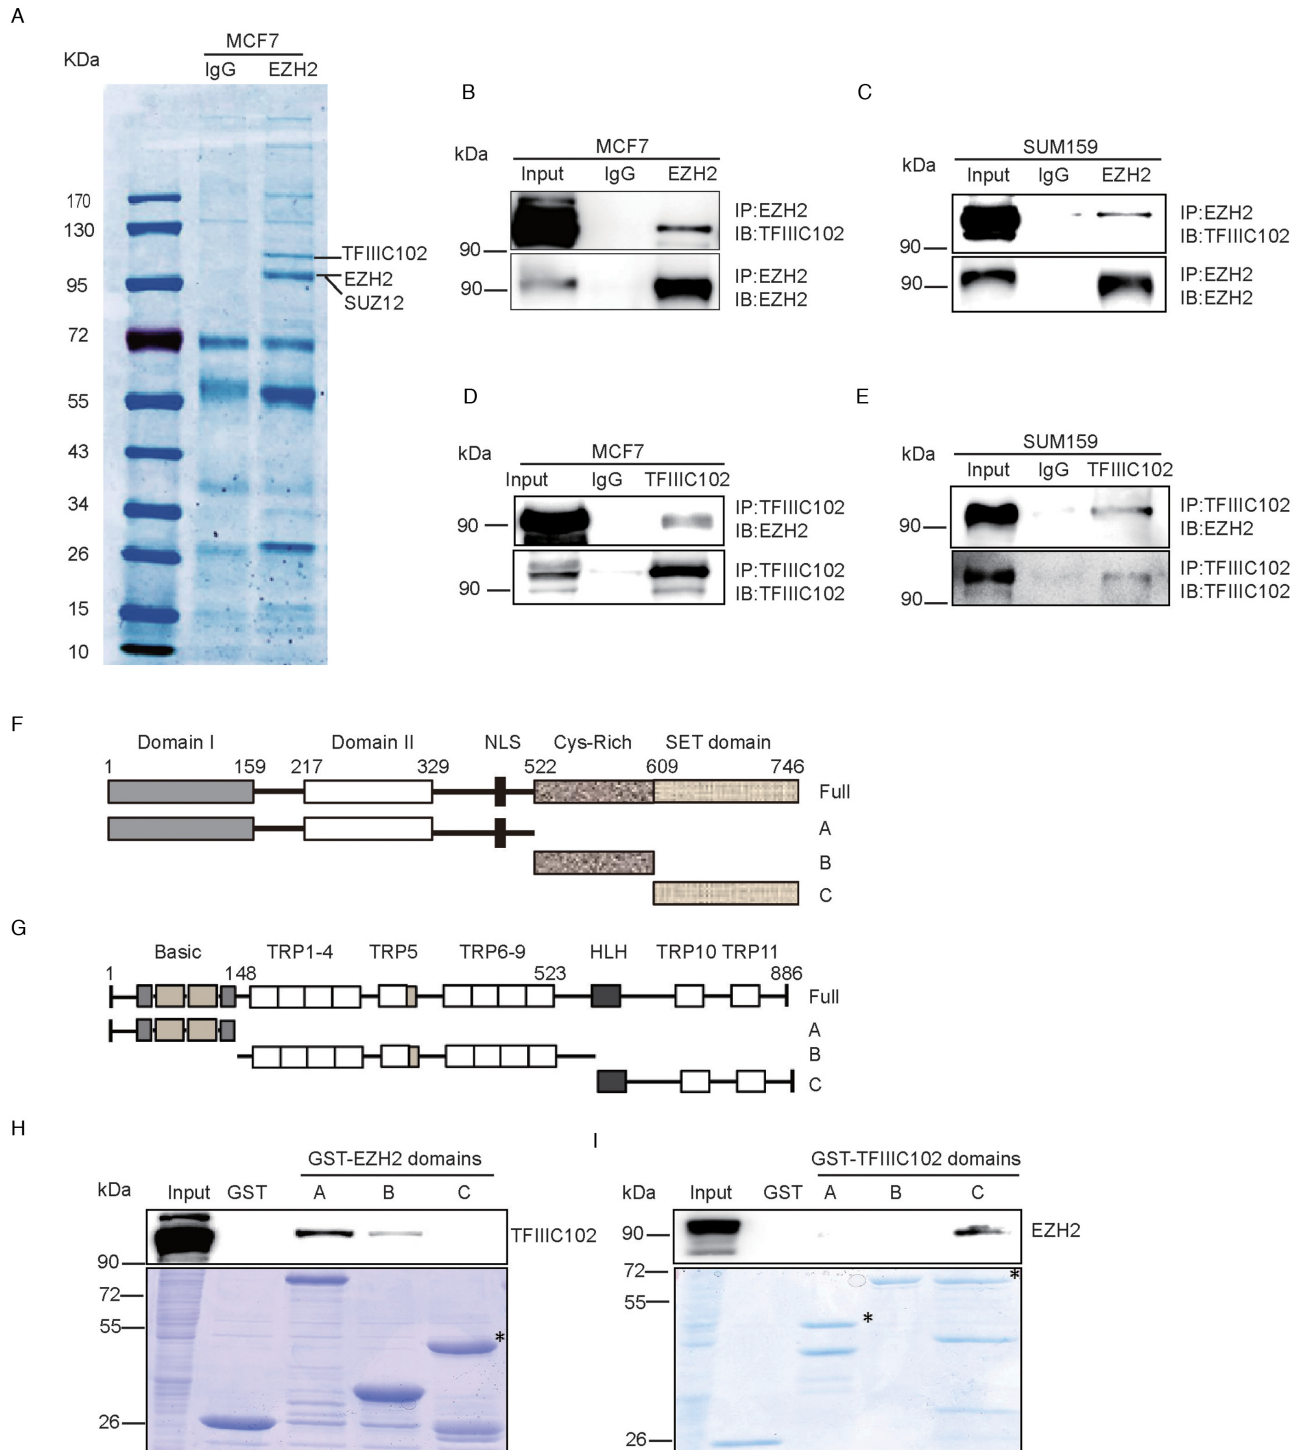 A
MCF7
KDa
IgG EZH2
170
130
TFIIIC102
EZH2
95
SUZ12
72
55
43
34
26
15
10
B
MCF7
kDa
Input IgG EZH2
IP:EZH2
IB:TFIIIC102
90
IP:EZH2
90
IB:EZH2
C
SUM159
kDa
Input IgG EZH2
IP:EZH2
IB:TFIIIC102
90
IP:EZH2
90
IB:EZH2
D
MCF7
kDa
Input IgG TFIIIC102
IP:TFIIIC102
90
IB:EZH2
IP:TFIIIC102
90
IB:TFIIIC102
E
SUM159
kDa
Input IgG TFIIIC102
IP:TFIIIC102
90
IB:EZH2
IP:TFIIIC102
IB:TFIIIC102
90
F
Domain I Domain II NLS Cys-Rich SET domain
1 159 217 329 522 609 746
Full
A
B
C
G
Basic TRP1-4 TRP5 TRP6-9 HLH TRP10 TRP11
1 148 523 886
Full
A
B
C
H
GST-EZH2 domains
kDa
Input GST A B C
TFIIIC102
90
72
55
*
26
I
GST-TFIIIC102 domains
kDa
Input GST A B C
90
EZH2
72
*
55
*
26